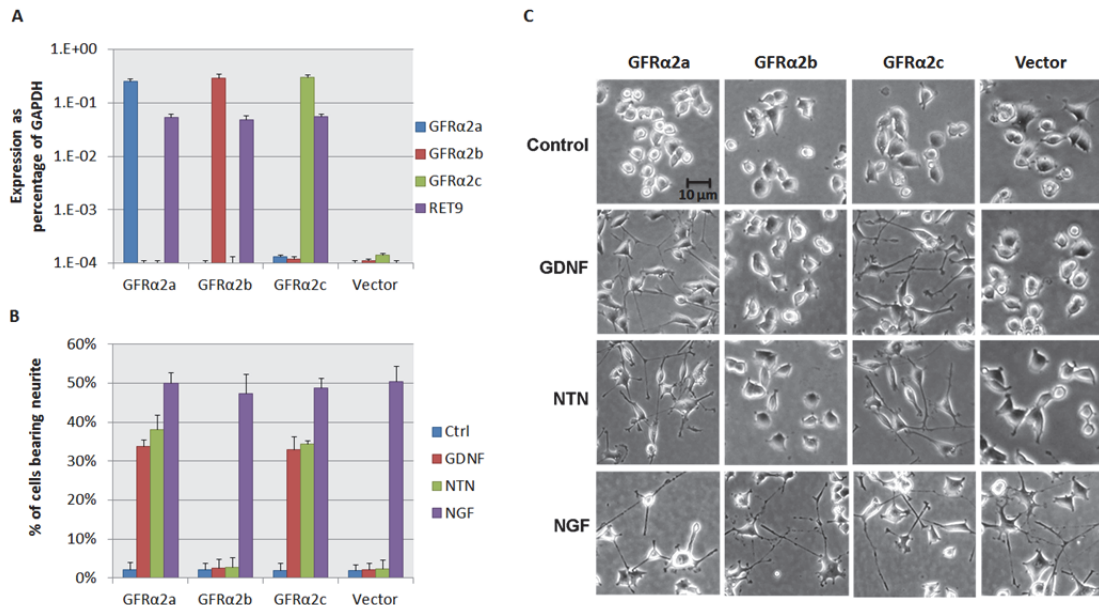 A
1.E+00
1.E-01
1.E-02
1.E-03
1.E-04
Expression as
percentage of GAPDH
GFRα2a
GFRα2b
GFRα2c
Vector
GFRα2a
GFRα2b
GFRα2c
RET9
B
60%
50%
40%
30%
20%
10%
0%
% of cells bearing neurite
GFRα2a
GFRα2b
GFRα2c
Vector
Ctrl
GDNF
NTN
NGF
C
GFRα2a
GFRα2b
GFRα2c
Vector
Control
10 µm
GDNF
NTN
NGF